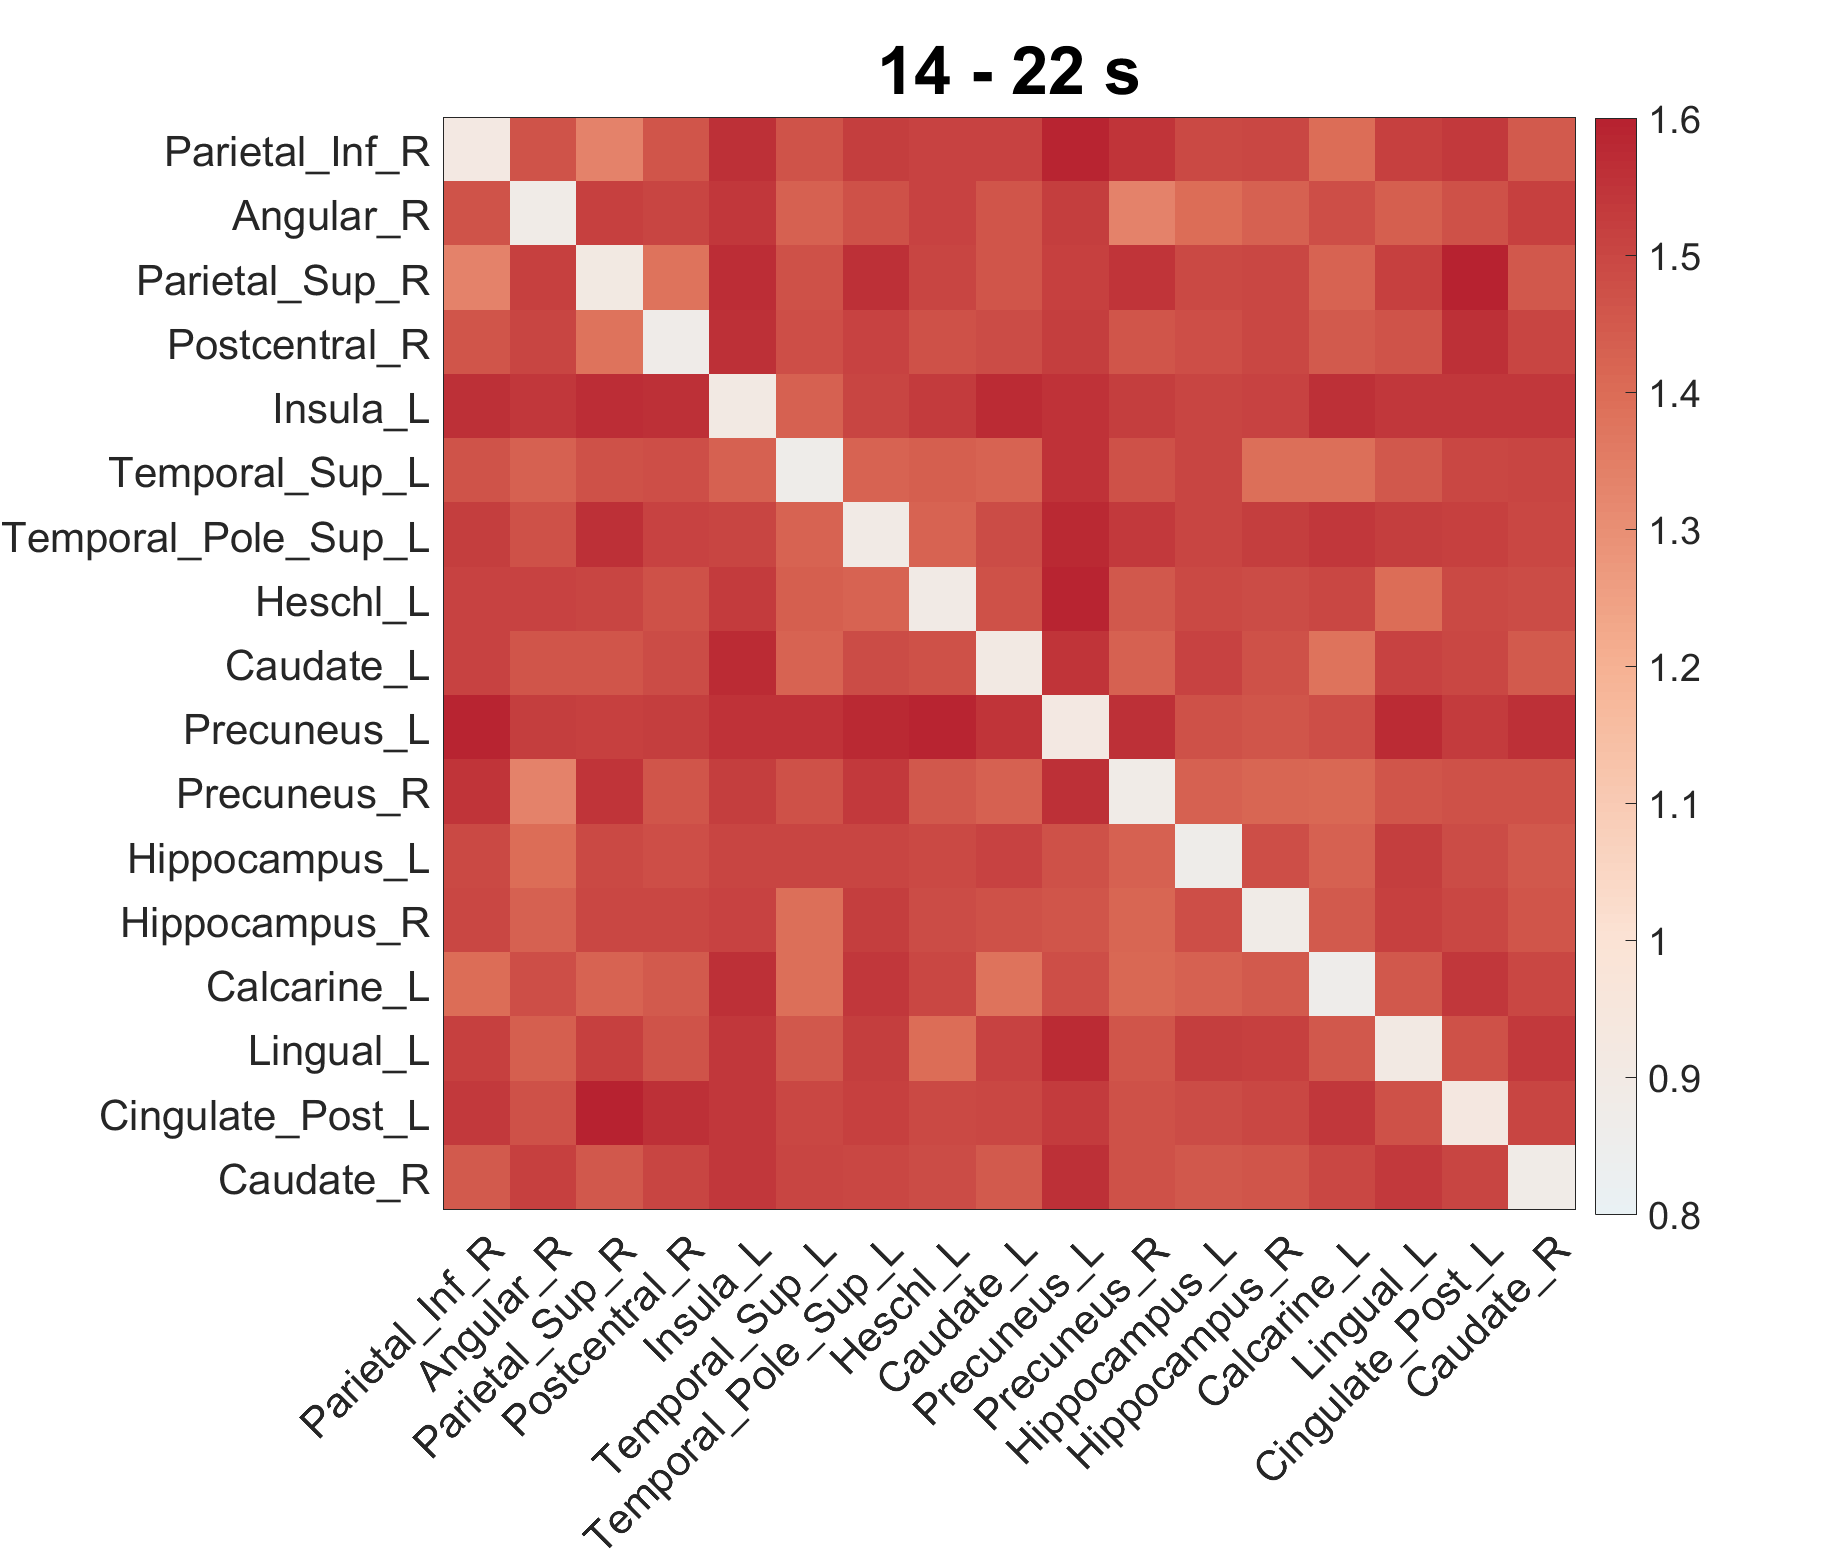 14 - 22 s
Parietal_Inf_R
Angular_R
Parietal_Sup_R
Postcentral_R
Insula_L
Temporal_Sup_L
Temporal_Pole_Sup_L
Heschl_L
Caudate_L
Precuneus_L
Precuneus_R
Hippocampus_L
Hippocampus_R
Calcarine_L
Lingual_L
Cingulate_Post_L
Caudate_R
1.6
1.5
1.4
1.3
1.2
1.1
1
0.9
0.8
Parietal_Inf_R
Angular_R
Parietal_Sup_R
Postcentral_R
Insula_L
Temporal_Sup_L
Temporal_Pole_Sup_L
Heschl_L
Caudate_L
Precuneus_L
Precuneus_R
Hippocampus_L
Hippocampus_R
Calcarine_L
Lingual_L
Cingulate_Post_L
Caudate_R